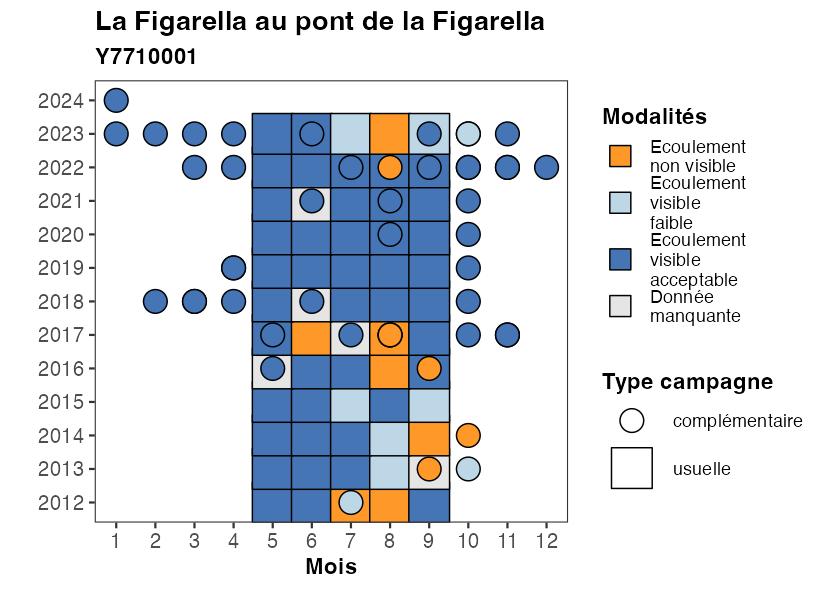 La Figarella au pont de la Figarella
Y7710001
2024
2023
2022
2021
2020
2019
2018
2017
2016
2015
2014
2013
2012
1 2 3 4 5 6 7 8 9 10 11 12
Mois
Modalités
Ecoulement
non visible
Ecoulement
visible
faible
Ecoulement
visible
acceptable
Donnée
manquante
Type campagne
complémentaire
usuelle